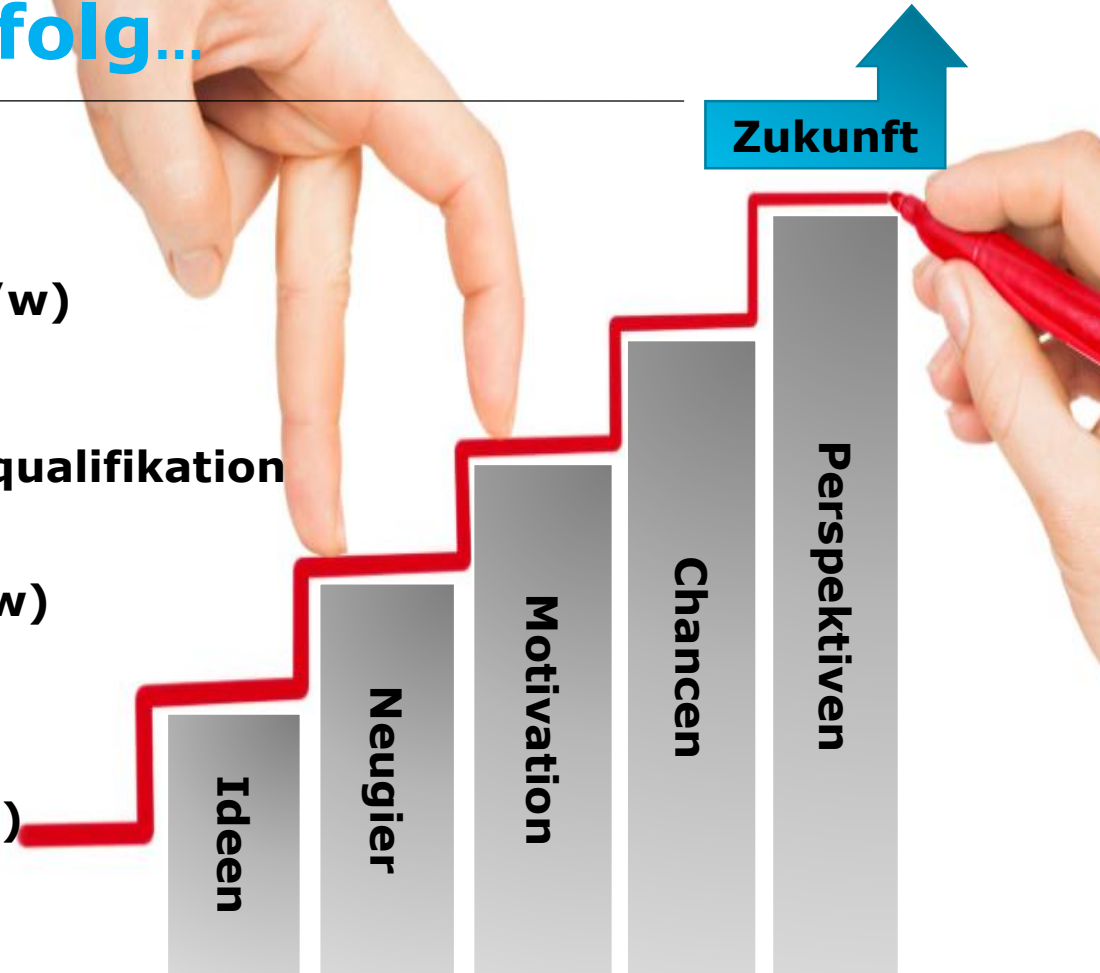 folg...
Zukunft
/w)
qualifikation
w)
)
Ideen
Neugier
Motivation
Chancen
Perspektiven